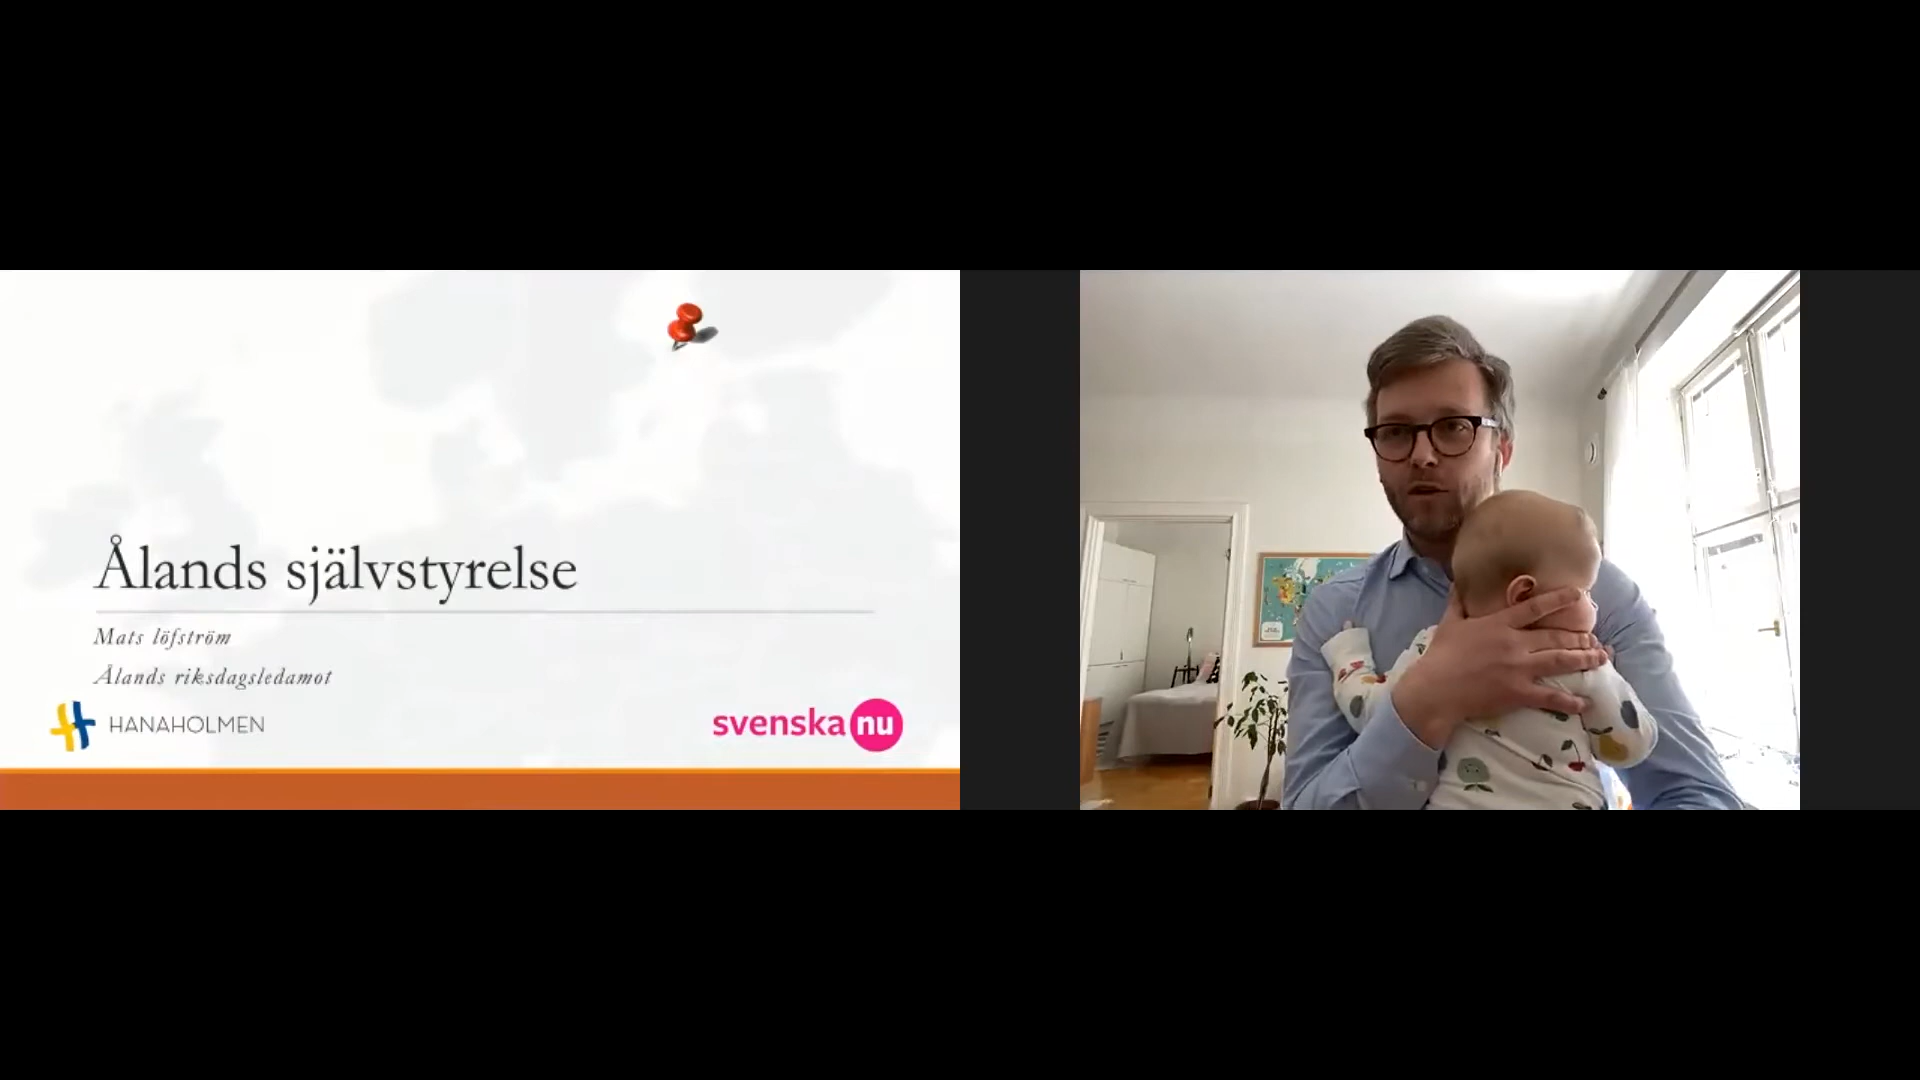 Ålands självstyrelse
Mats löfström
Ålands riksdagsledamot
HANAHOLMEN
svenska nu